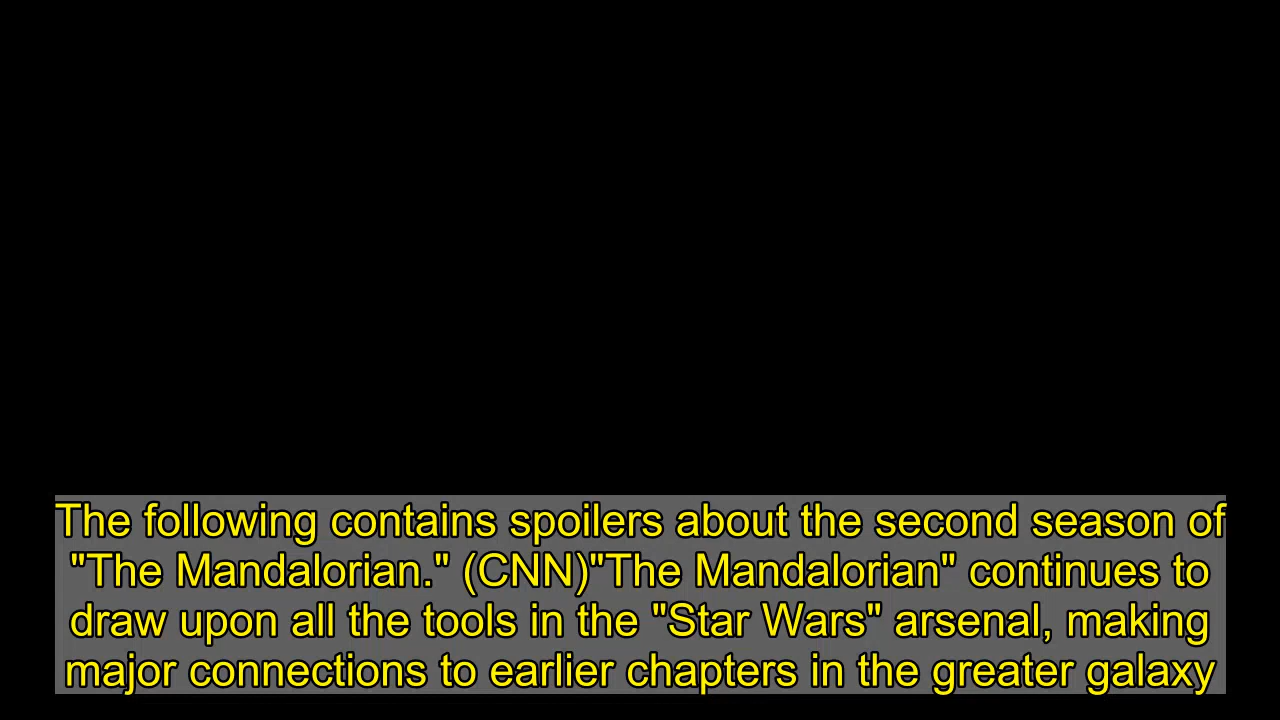 The following contains spoilers about the second season of
"The Mandalorian." (CNN)"The Mandalorian" continues to
draw upon all the tools in the "Star Wars" arsenal, making
major connections to earlier chapters in the greater galaxy